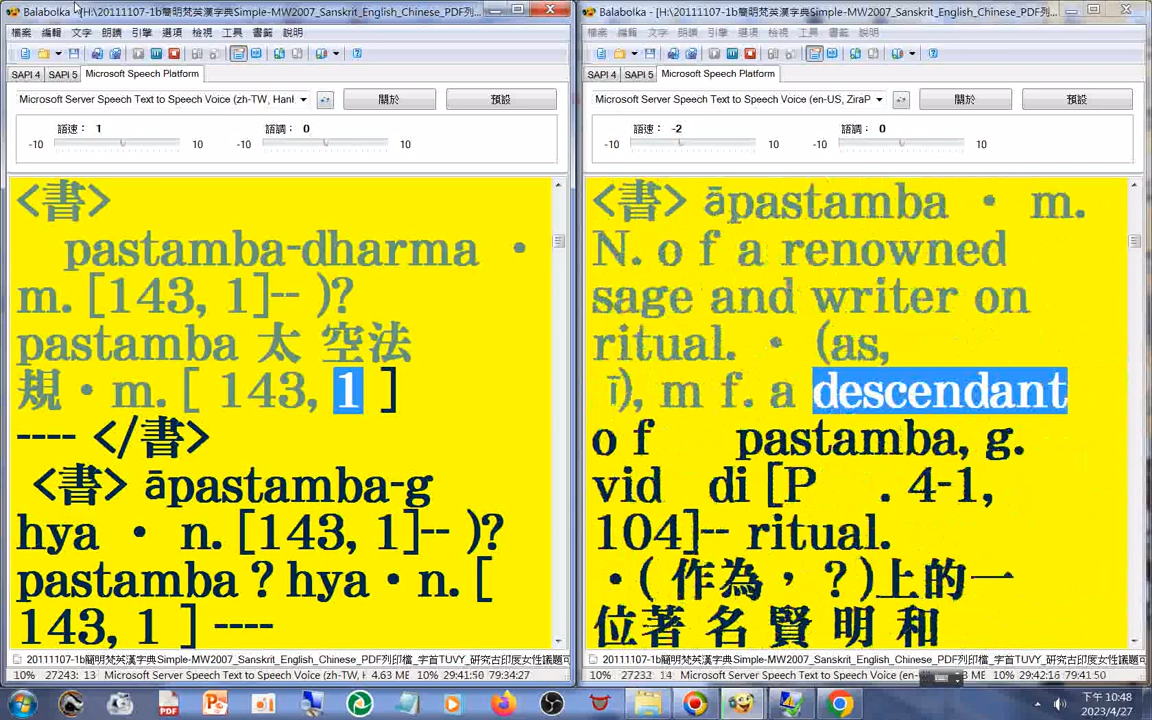 Balabolka - [H:\20111107-1b簡明梵英漢字典Simple-MW2007_Sanskrit_English_Chinese_PDF列...
檔案 編輯 文字 朗讀 引擎 選項 檢視 工具 書籤 說明
SAPI 4 SAPI 5 Microsoft Speech Platform
Microsoft Server Speech Text to Speech Voice (zh-TW, Hanl
關於 預設
語速: 1 語調: 0
-10 10 -10 10
<書>
pastamba-dharma •
m. [143, 1]-- )?
pastamba 太 空法
規 • m. [ 143, 1 ]
---- </書>
<書> āpastamba-g
hya • n. [143, 1]-- )?
pastamba ? hya • n. [
143, 1 ] ----
20111107-1b簡明梵英漢字典Simple-MW2007_Sanskrit_English_Chinese_PDF列印檔_字首TUVY_研究古印度女性議題可
10% 27243: 13 Microsoft Server Speech Text to Speech Voice (zh-TW, H 4.63 ME 10% 29:41:50 79:34:27
Balabolka - [H:\20111107-1b簡明梵英漢字典Simple-MW2007_Sanskrit_English_Chinese_PDF列印...
檔案 編輯 文字 朗讀 引擎 選項 檢視 工具 書籤 說明
SAPI 4 SAPI 5 Microsoft Speech Platform
Microsoft Server Speech Text to Speech Voice (en-US, ZiraP
關於 預設
語速: -2 語調: 0
-10 10 -10 10
<書> āpastamba • m.
N. o f a renowned
sage and writer on
ritual. • (as,
ī), m f. a descendant
o f pastamba, g.
vid di [P . 4-1,
104]-- ritual.
•( 作為，?)上的一
位著 名 賢 明 和
20111107-1b簡明梵英漢字典Simple-MW2007_Sanskrit_English_Chinese_PDF列印檔_字首TUVY_研究古印度女性議題可
10% 27232 14 Microsoft Server Speech Text to Speech Voice 10% 29:42:16 79:41:50
下午 10:48
2023/4/27